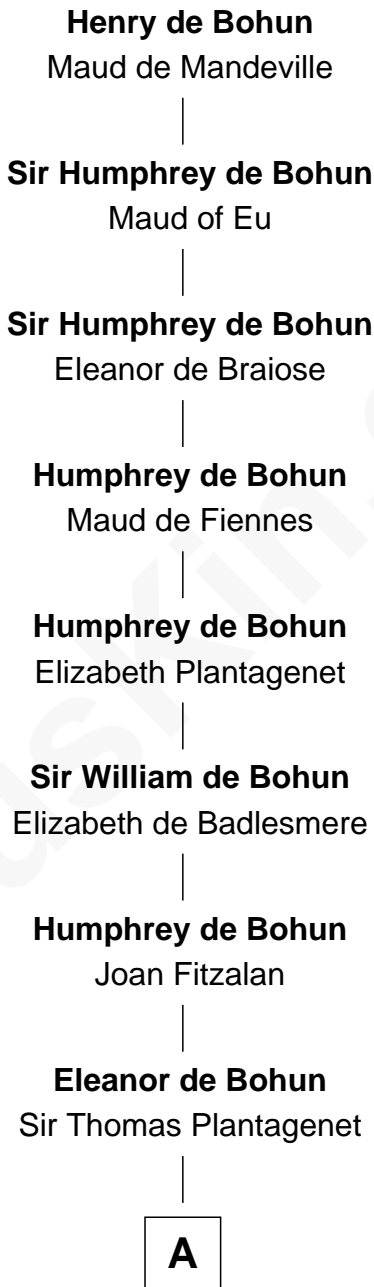 Henry de Bohun
Maud de Mandeville
Sir Humphrey de Bohun
Maud of Eu
Sir Humphrey de Bohun
Eleanor de Braiose
Humphrey de Bohun
Maud de Fiennes
Humphrey de Bohun
Elizabeth Plantagenet
Sir William de Bohun
Elizabeth de Badlesmere
Humphrey de Bohun
Joan Fitzalan
Eleanor de Bohun
Sir Thomas Plantagenet
A